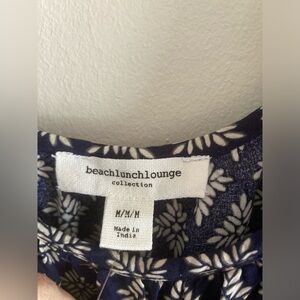 beachlunchlounge
collection
M/M/M
Made in
India